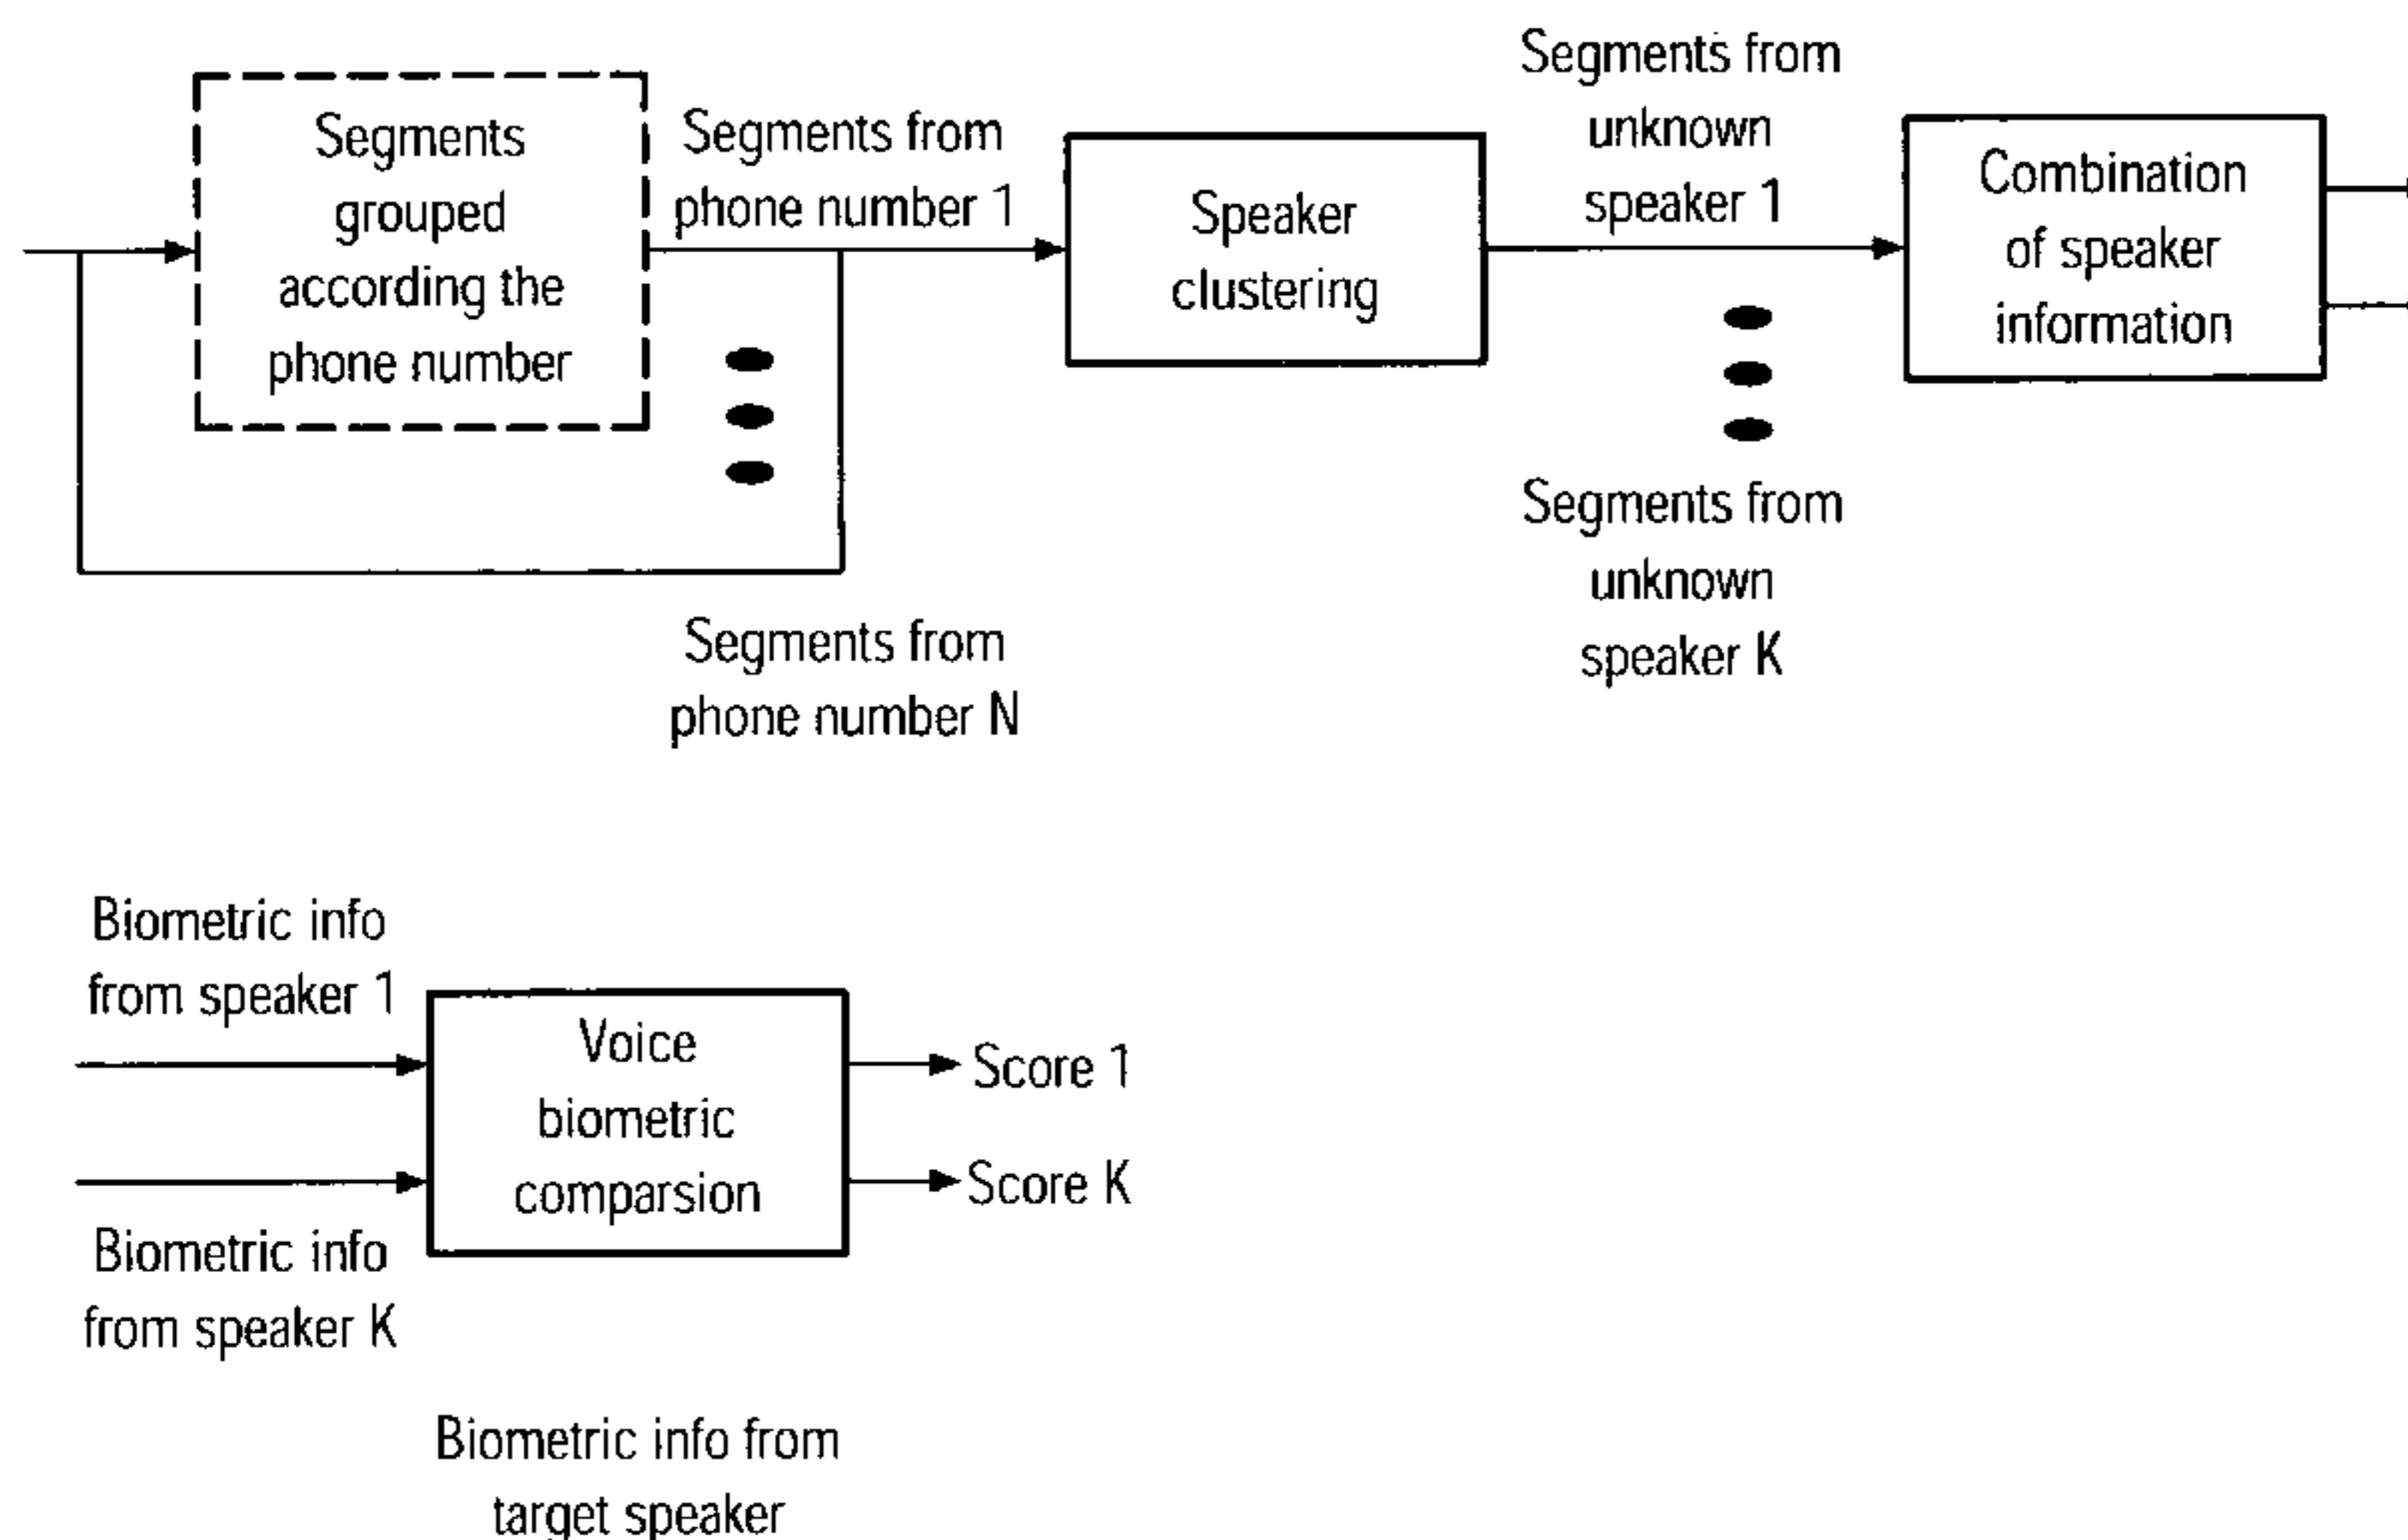 Segments
grouped
according the
phone number
Segments from
phone number 1
Segments from
phone number N
Speaker
clustering
Segments from
unknown
speaker 1
Segments from
unknown
speaker K
Combination
of speaker
information
Biometric info
from speaker 1
Biometric info
from speaker K
Voice
biometric
comparsion
Score 1
Score K
Biometric info from
target speaker